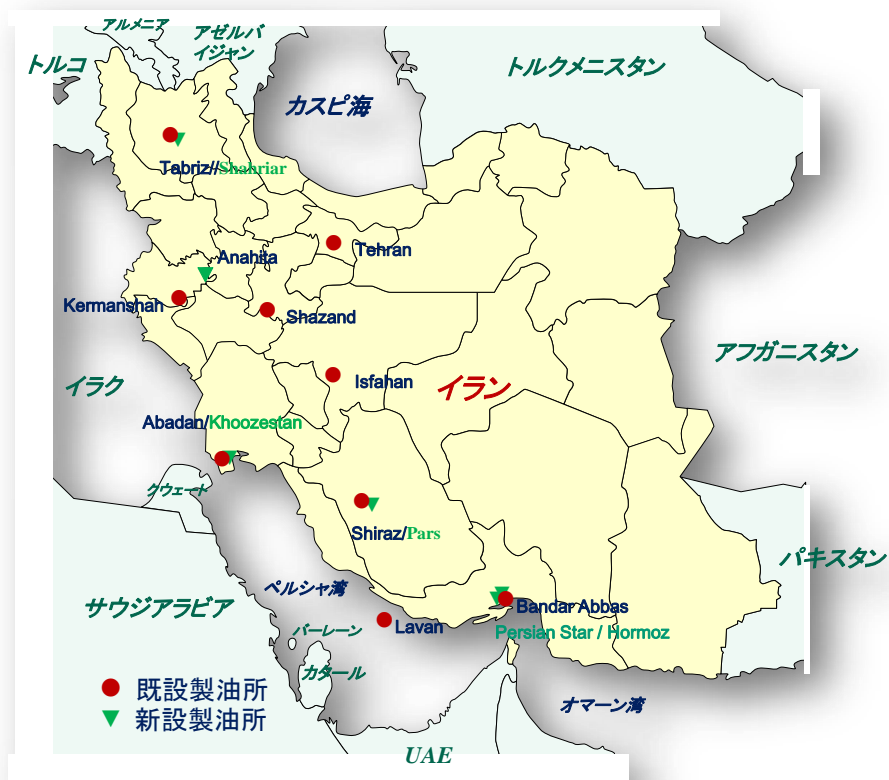 アルメニア
アゼルバ
イジャン
トルコ
トルクメニスタン
カスピ海
Tabriz//Shahriar
Tehran
Anahita
Kermanshah
Shazand
アフガニスタン
イラク
Isfahan
イラン
Abadan/Khoozestan
クウェート
Shiraz/Pars
パキスタン
ペルシャ湾
サウジアラビア
Bandar Abbas
Lavan
バーレーン
Persian Star / Hormoz
カタール
既設製油所
オマーン湾
新設製油所
UAE